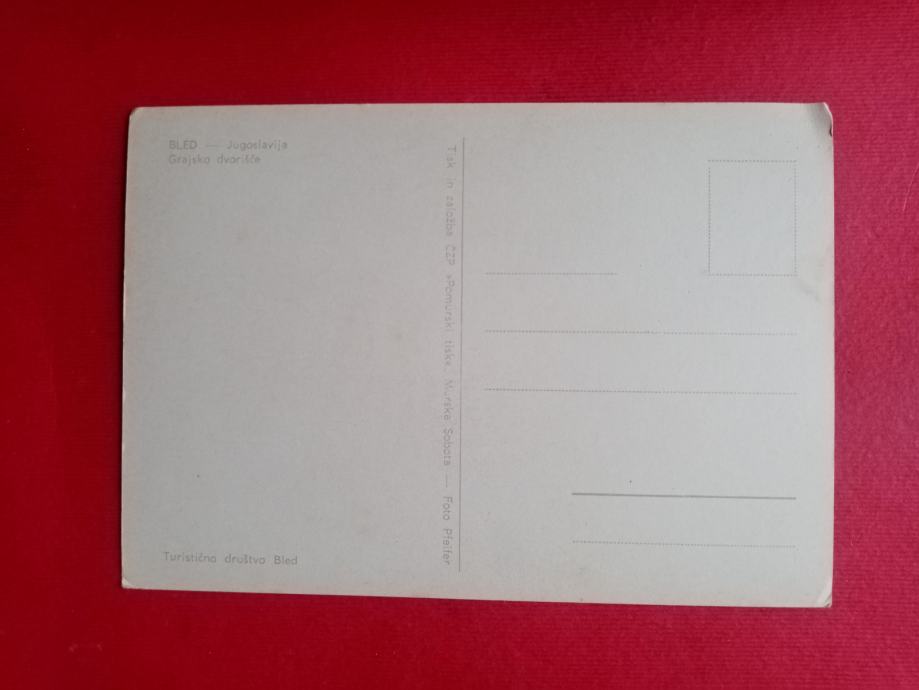 BLED — Jugoslavija
Grajsko dvorišče
Tisk in založba ČZP »Pomurski tisk«, Murska Sobota — Foto Pfeifer
Turistično društvo Bled